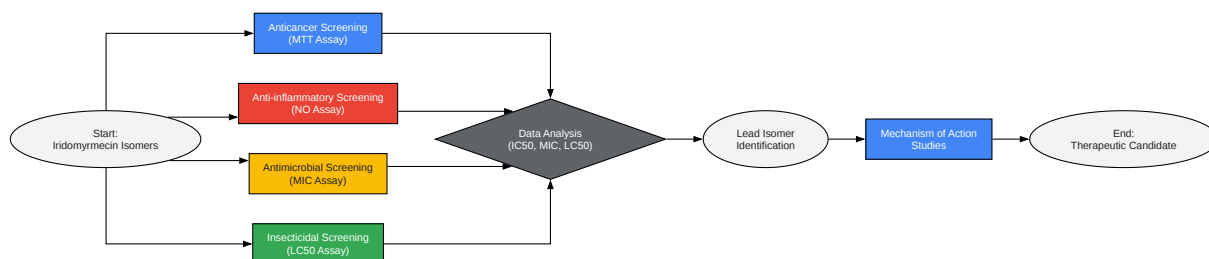 Anticancer Screening
(MTT Assay)
Anti-inflammatory Screening
(NO Assay)
Start:
Iridomyrmecin Isomers
Data Analysis
(IC50, MIC, LC50)
Lead Isomer
Identification
Mechanism of Action
Studies
End:
Therapeutic Candidate
Antimicrobial Screening
(MIC Assay)
Insecticidal Screening
(LC50 Assay)